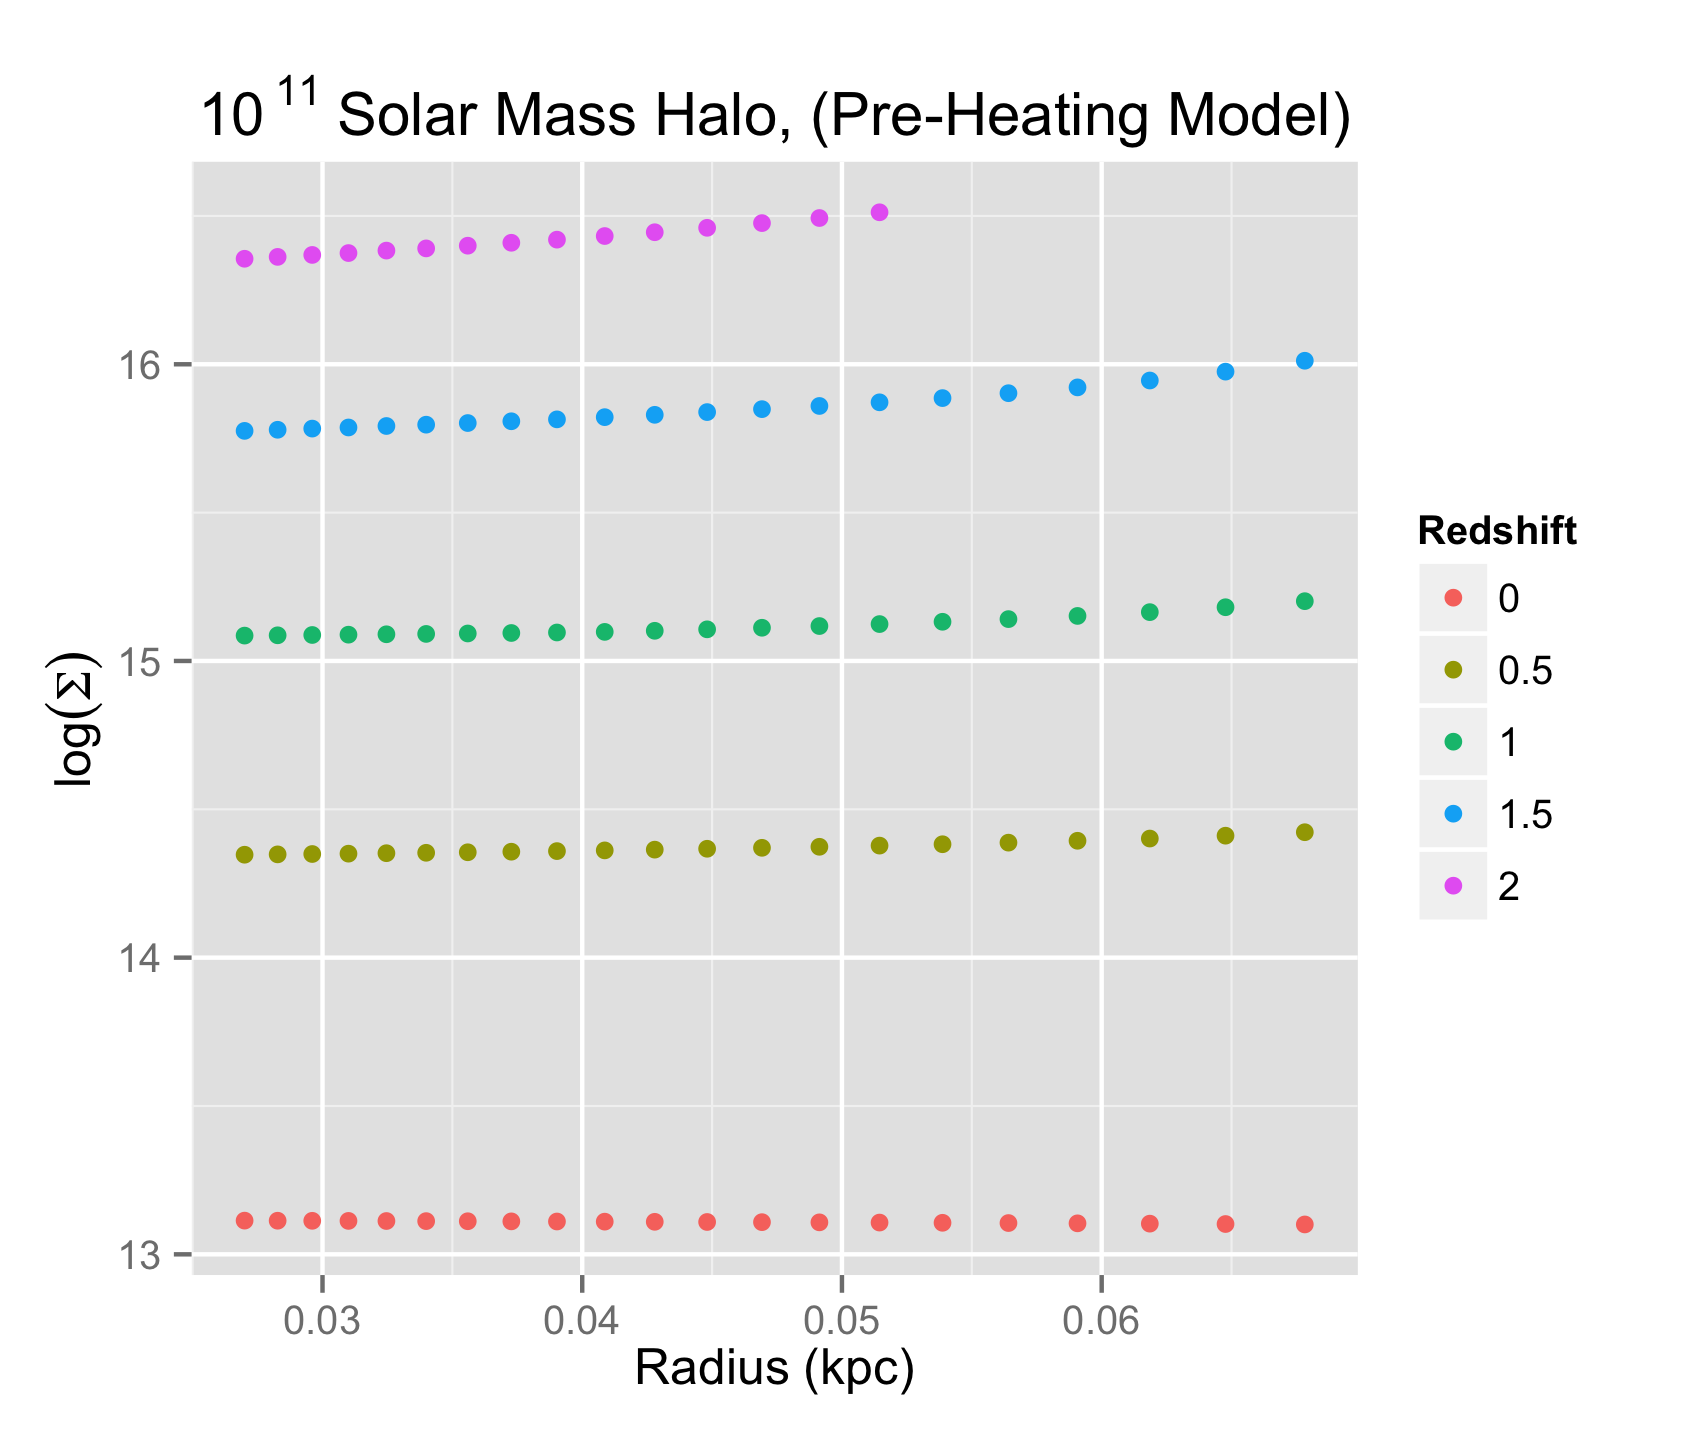 10 11 Solar Mass Halo, (Pre-Heating Model)
log(Σ)
16
15
14
13
0.03 0.04 0.05 0.06
Radius (kpc)
Redshift
0
0.5
1
1.5
2